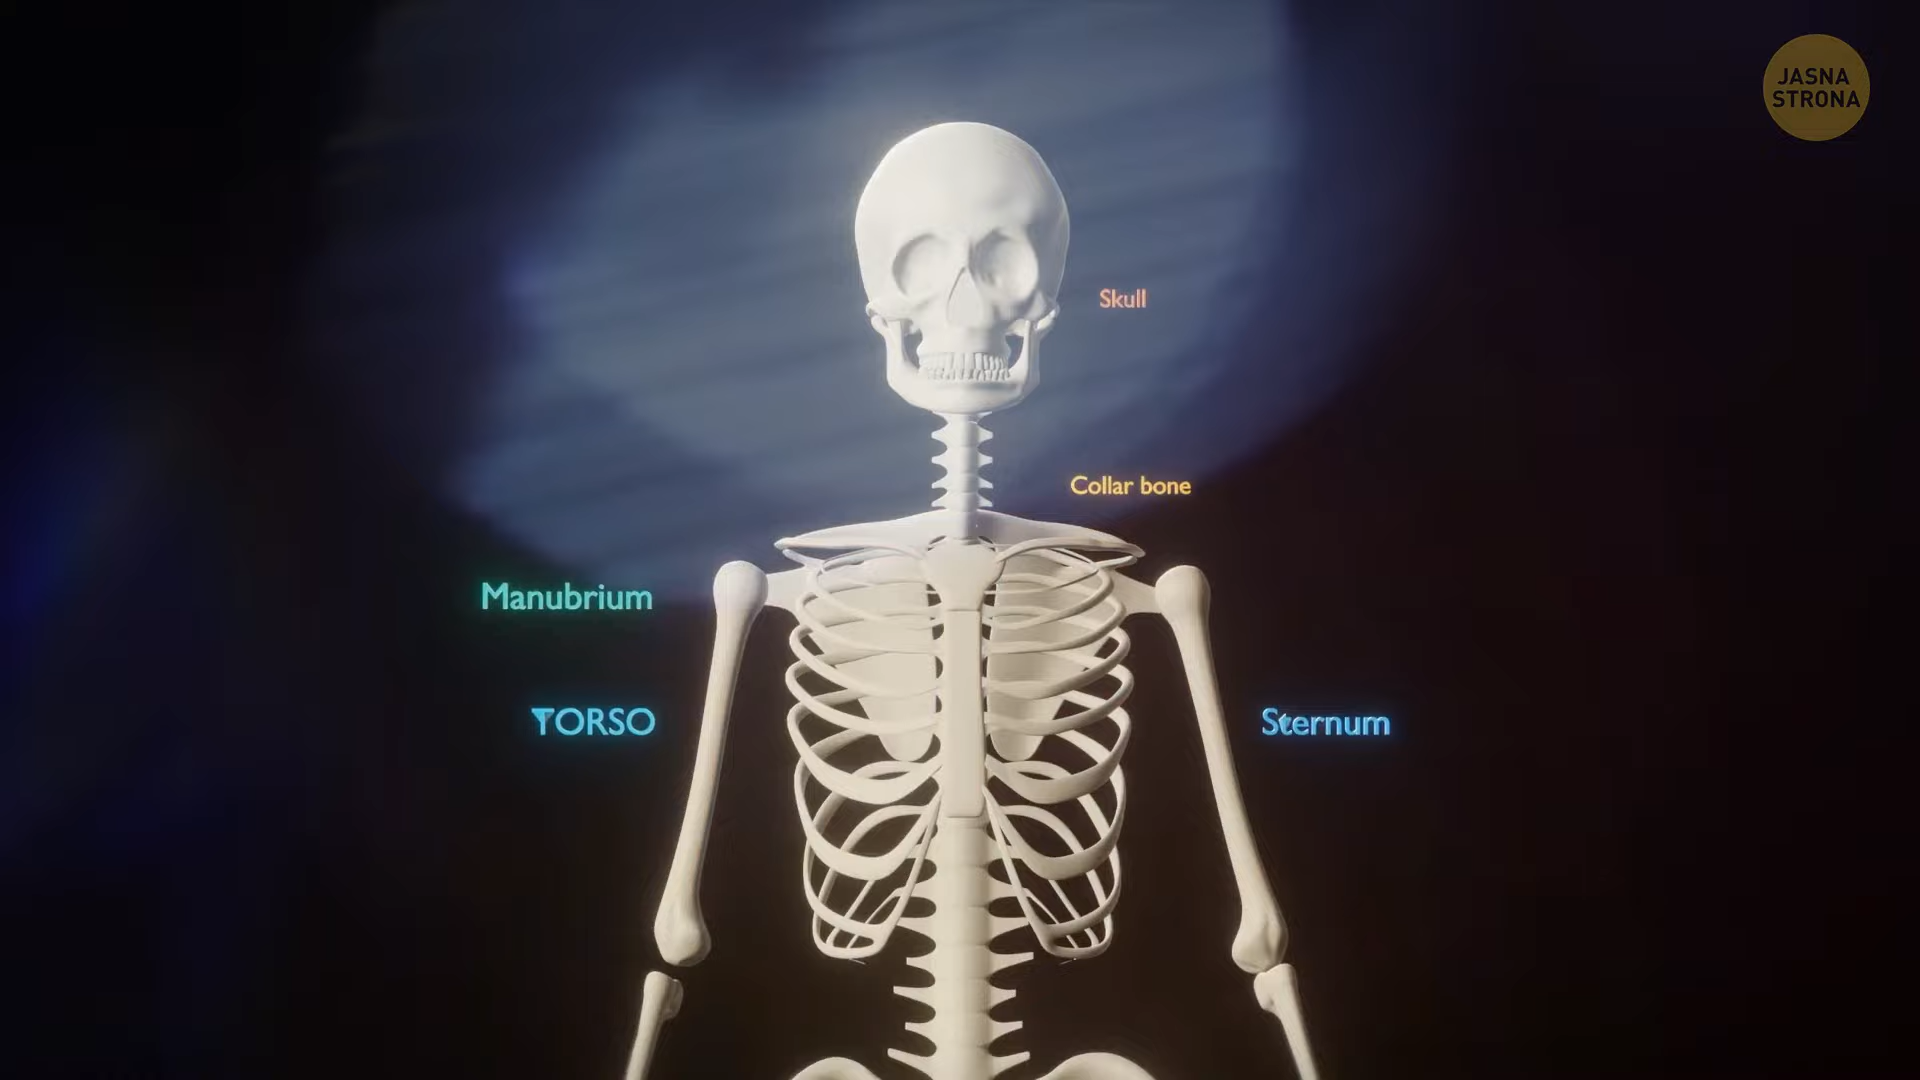 JASNA
STRONA
Skull
Collar bone
Manubrium
TORSO
Sternum